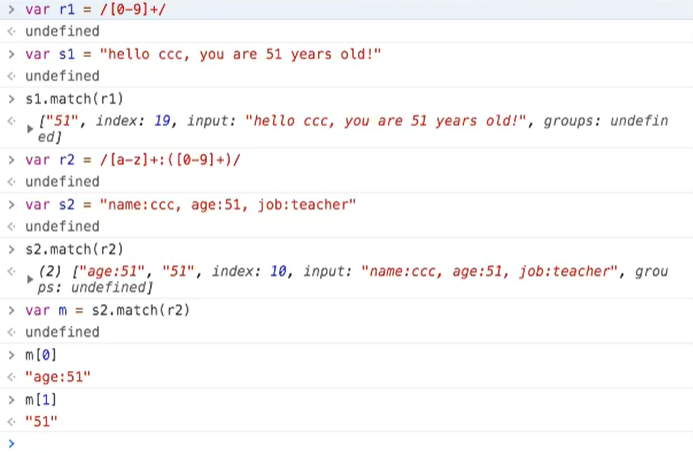 > var r1 = /[0-9]+/
<· undefined
> var s1 = "hello ccc, you are 51 years old!"
<· undefined
> s1.match(r1)
<· ▶ ["51", index: 19, input: "hello ccc, you are 51 years old!", groups: undefin
ed]
> var r2 = /[a-z]+:([0-9]+)/
<· undefined
> var s2 = "name:ccc, age:51, job:teacher"
<· undefined
> s2.match(r2)
<· ▶ (2) ["age:51", "51", index: 10, input: "name:ccc, age:51, job:teacher", grou
ps: undefined]
> var m = s2.match(r2)
<· undefined
> m[0]
<· "age:51"
> m[1]
<· "51"
>